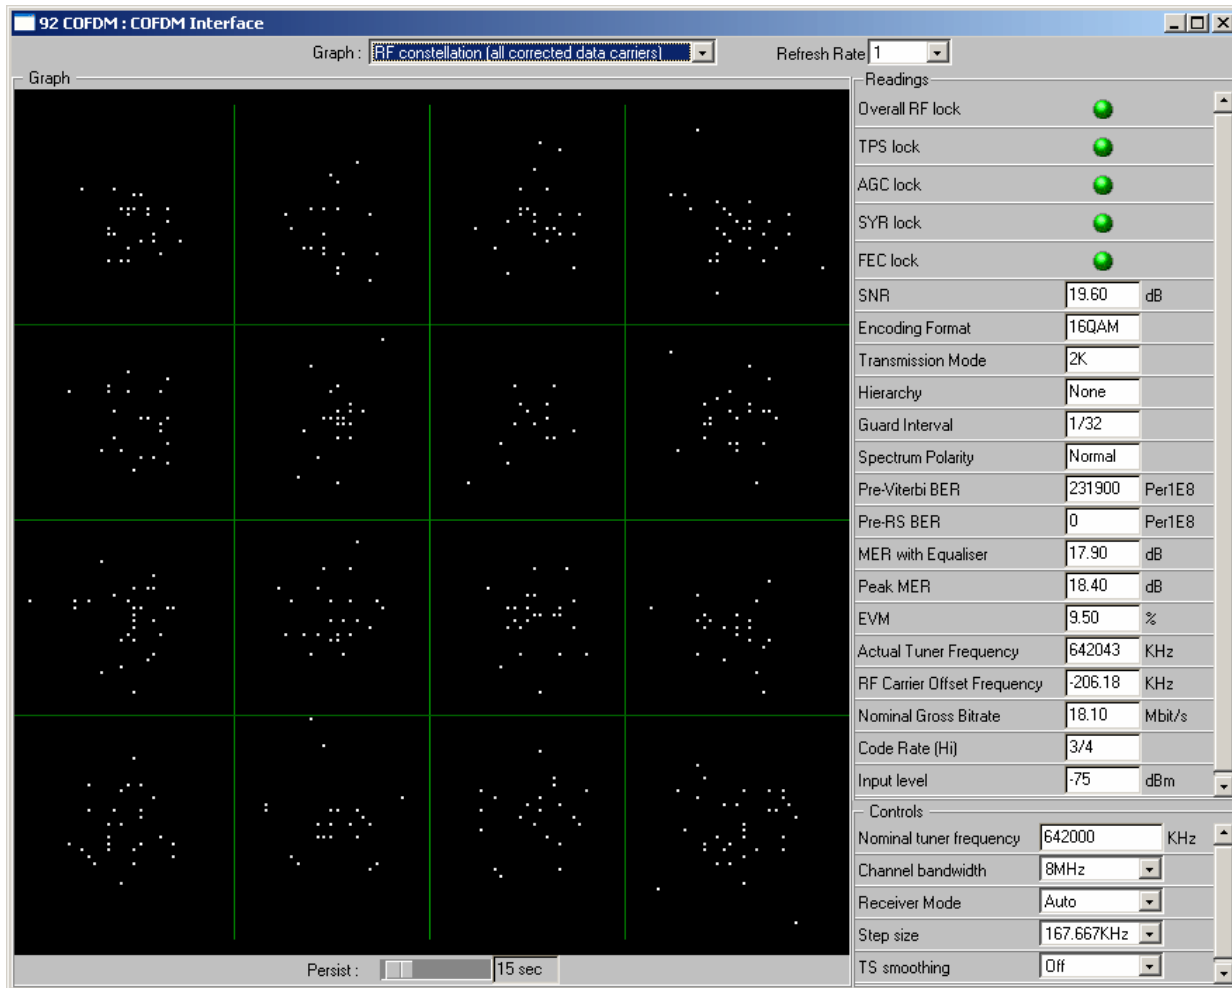 92 COFDM : COFDM Interface
Graph : RF constellation (all corrected data carriers) Refresh Rate 1
Graph
Readings
Overall RF lock
TPS lock
AGC lock
SYR lock
FEC lock
SNR 19.60 dB
Encoding Format 16QAM
Transmission Mode 2K
Hierarchy None
Guard Interval 1/32
Spectrum Polarity Normal
Pre-Viterbi BER 231900 Per1E8
Pre-RS BER 0 Per1E8
MER with Equaliser 17.90 dB
Peak MER 18.40 dB
EVM 9.50 %
Actual Tuner Frequency 642043 KHz
RF Carrier Offset Frequency -206.18 KHz
Nominal Gross Bitrate 18.10 Mbit/s
Code Rate (Hi) 3/4
Input level -75 dBm
Controls
Nominal tuner frequency 642000 KHz
Channel bandwidth 8MHz
Receiver Mode Auto
Step size 167.667KHz
TS smoothing Off
Persist : 15 sec